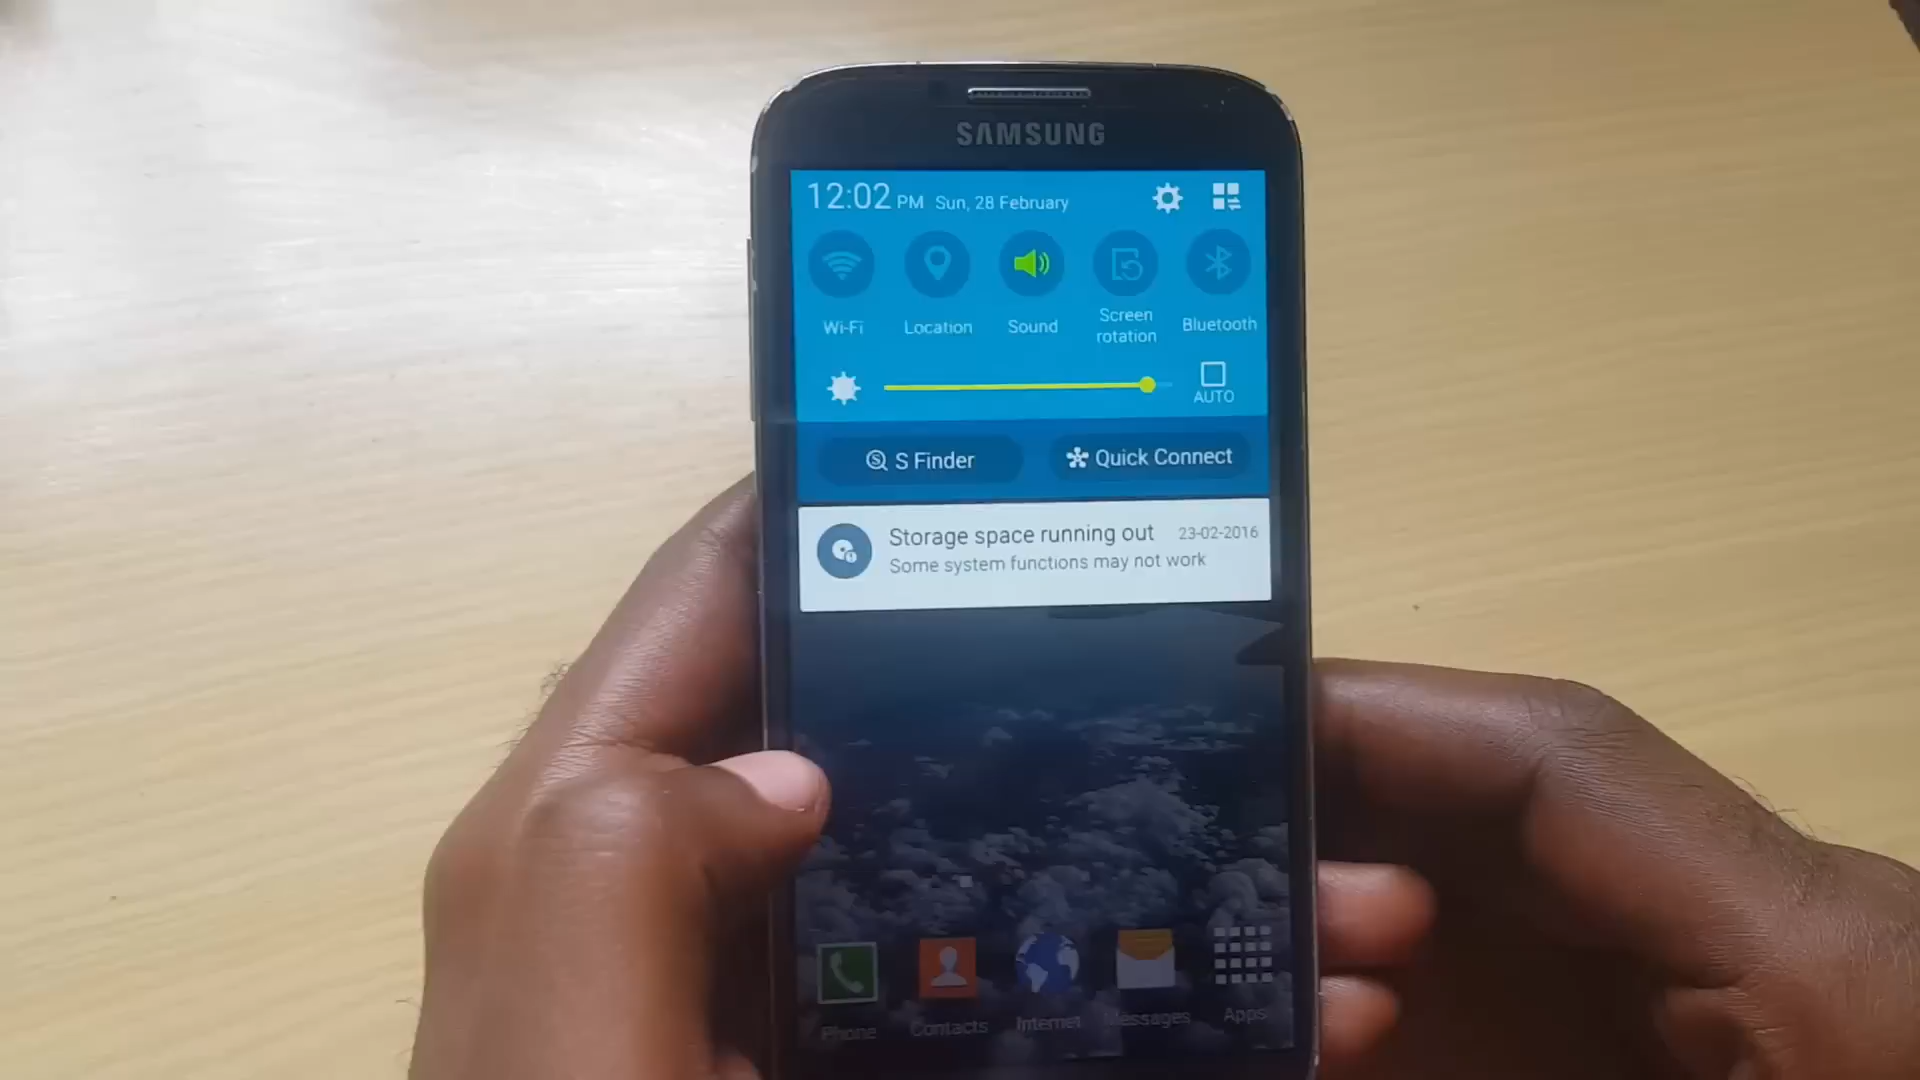 SAMSUNG
12:02 PM Sun, 28 February
Wi-Fi
Location
Sound
Screen rotation
Bluetooth
AUTO
S Finder
Quick Connect
Storage space running out 23-02-2016
Some system functions may not work
Phone
Contacts
Internet
Messages
Apps